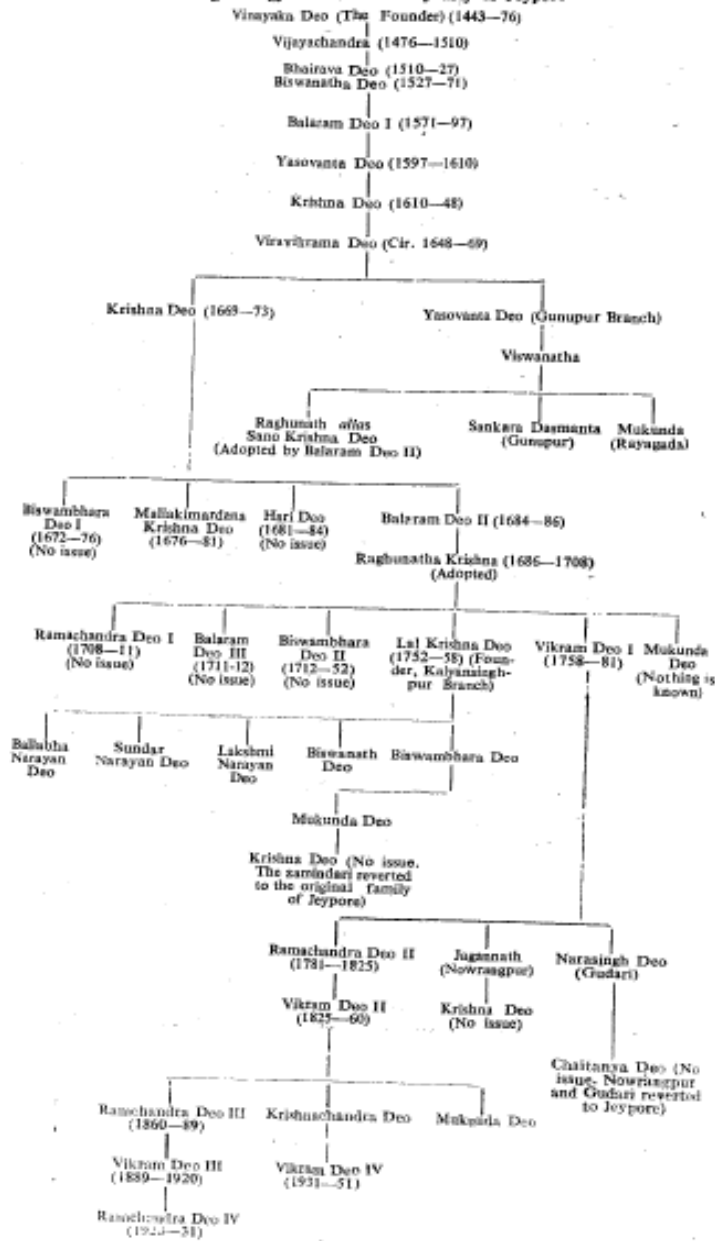 of Jeypore
Vinayaka Deo (The Founder) (1443—76)
Vijayachandra (1476—1510)
Bhairava Deo (1510—27)
Biswanatha Deo (1527—71)
Balaram Deo I (1571—97)
Yasovanta Deo (1597—1610)
Krishna Deo (1610—48)
Viravikrama Deo (Cir. 1648—69)
Krishna Deo (1669—73)
Yasovanta Deo (Gunupur Branch)
Viswanatha
Raghunath alias
Sano Krishna Deo
(Adopted by Balaram Deo II)
Sankara Dasmanta
(Gunupur)
Mukunda
(Rayagada)
Biswambhara
Deo I
(1672—76)
(No issue)
Mallakimardana
Krishna Deo
(1676—81)
Hari Deo
(1681—84)
(No issue)
Balaram Deo II (1684—86)
Raghunatha Krishna (1686—1708)
(Adopted)
Ramachandra Deo I
(1708—11)
(No issue)
Balaram
Deo III
(1711-12)
(No issue)
Biswambhara
Deo II
(1712—52)
(No issue)
Lal Krishna Deo
(1752—58) (Foun-
der, Kalyansingh-
pur Branch)
Vikram Deo I
(1758—81)
Mukunda
Deo
(Nothing is
known)
Ballabha
Narayan
Deo
Sundar
Narayan Deo
Lakshmi
Narayan
Deo
Biswanath
Deo
Biswambhara Deo
Mukunda Deo
Krishna Deo (No issue.
The zamindari reverted
to the original family
of Jeypore)
Ramachandra Deo II
(1781—1825)
Jagannath
(Nowrangpur)
Narasingh Deo
(Gudari)
Vikram Deo II
(1825—60)
Krishna Deo
(No issue)
Chaitanya Deo (No
issue. Nowrangpur
and Gudari reverted
to Jeypore)
Ramchandra Deo III
(1860—89)
Krishnachandra Deo
Mukunda Deo
Vikram Deo III
(1889—1920)
Vikram Deo IV
(1931—51)
Ramchandra Deo IV